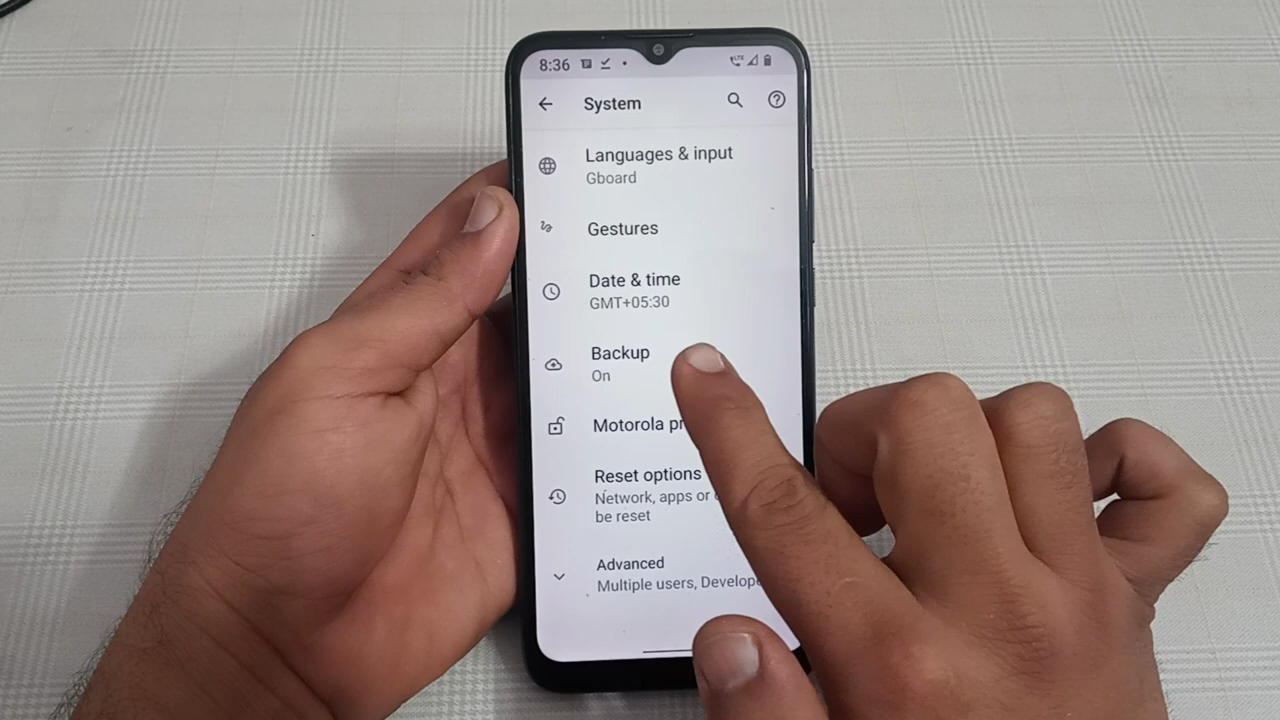 8:36
LTE
System
Languages & input
Gboard
Gestures
Date & time
GMT+05:30
Backup
On
Motorola
Reset options
Network, apps or
be reset
Advanced
Multiple users,